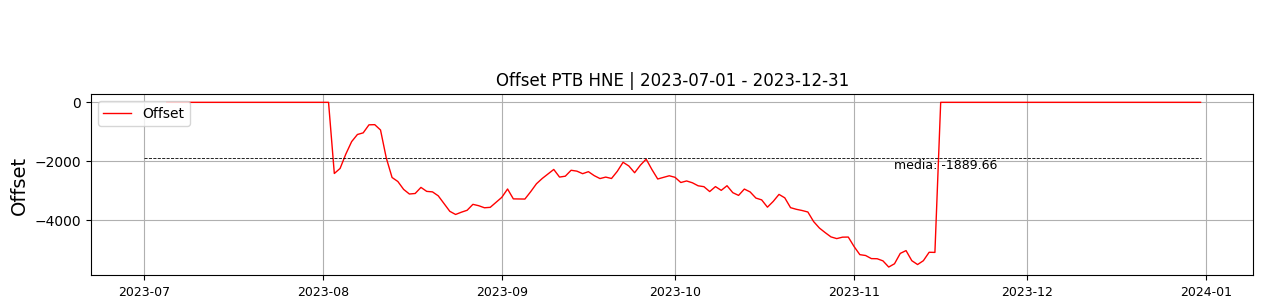 Offset PTB HNE | 2023-07-01 - 2023-12-31
Offset
0
−2000
−4000
Offset
media: -1889.66
2023-07
2023-08
2023-09
2023-10
2023-11
2023-12
2024-01